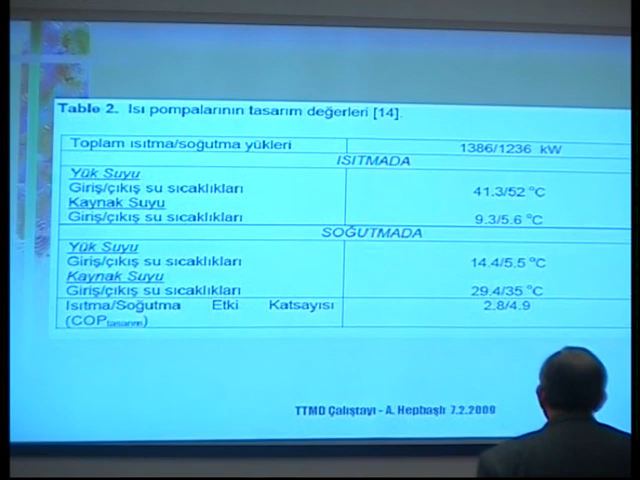 Table 2. Isı pompalarının tasarım değerleri [14].
Toplam ısıtma/soğutma yükleri 1386/1236 kW
ISITMADA
Yük Suyu
Giriş/çıkış su sıcaklıkları 41.3/52 °C
Kaynak Suyu
Giriş/çıkış su sıcaklıkları 9.3/5.6 °C
SOĞUTMADA
Yük Suyu
Giriş/çıkış su sıcaklıkları 14.4/5.5 °C
Kaynak Suyu
Giriş/çıkış su sıcaklıkları 29.4/35 °C
Isıtma/Soğutma Etki Katsayısı 2.8/4.9
(COPtasarım)
TTMD Çalıştayı - A. Hepbaşlı 7.2.2009